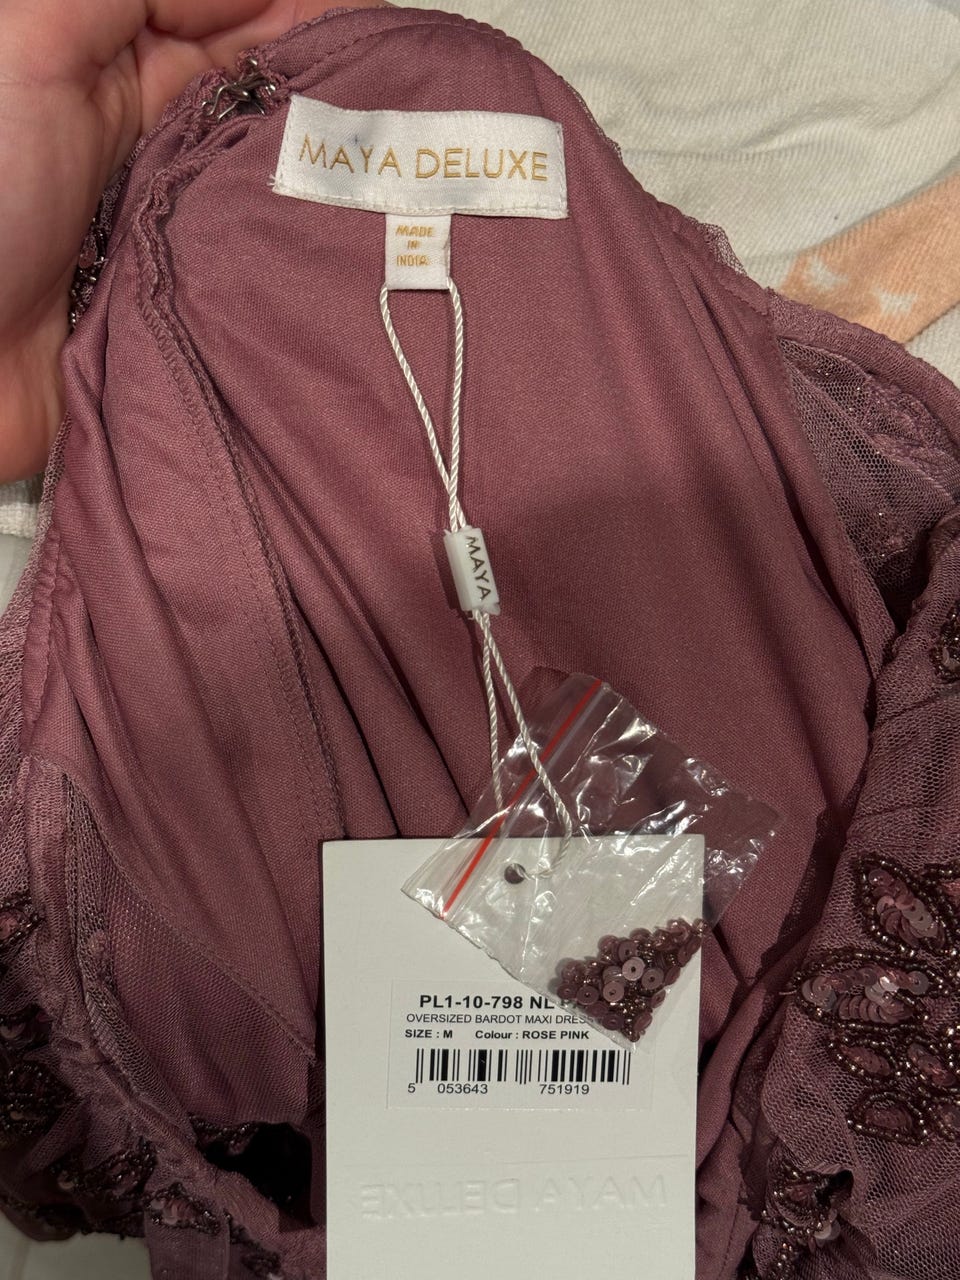 MAYA DELUXE
MADE
IN
INDIA
MAYA
PL1-10-798 NL
OVERSIZED BARDOT MAXI DRESS
SIZE : M Colour : ROSE PINK
5 053643 751919
MAYA DELUXE